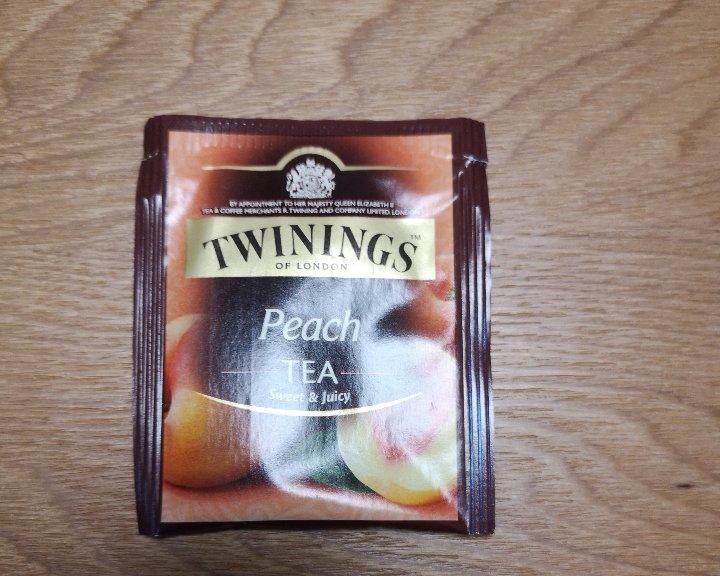 BY APPOINTMENT TO HER MAJESTY QUEEN ELIZABETH II
TEA & COFFEE MERCHANTS R. TWINING AND COMPANY LIMITED LONDON
TWININGS™
OF LONDON
Peach
TEA
Sweet & Juicy